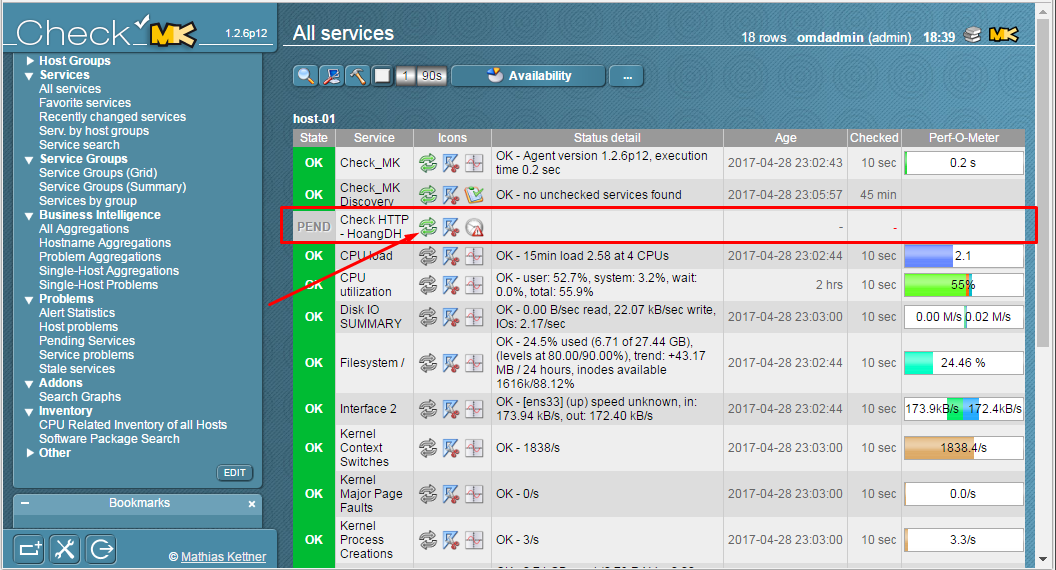 Check MK 1.2.6p12
Host Groups
Services
All services
Favorite services
Recently changed services
Serv. by host groups
Service search
Service Groups
Service Groups (Grid)
Service Groups (Summary)
Services by group
Business Intelligence
All Aggregations
Hostname Aggregations
Problem Aggregations
Single-Host Aggregations
Single-Host Problems
Problems
Alert Statistics
Host problems
Pending Services
Service problems
Stale services
Addons
Search Graphs
Inventory
CPU Related Inventory of all Hosts
Software Package Search
Other
EDIT
Bookmarks
© Mathias Kettner
All services
18 rows omdadmin (admin) 18:39 MK
1 90s Availability ...
host-01
State Service Icons Status detail Age Checked Perf-O-Meter
OK Check_MK OK - Agent version 1.2.6p12, execution 2017-04-28 23:02:43 10 sec 0.2 s
time 0.2 sec
OK Check_MK OK - no unchecked services found 2017-04-28 23:05:57 45 min
Discovery
PEND Check HTTP - -
- HoangDH
OK CPU load OK - 15min load 2.58 at 4 CPUs 2017-04-28 23:02:44 10 sec 2.1
OK CPU OK - user: 52.7%, system: 3.2%, wait: 2 hrs 10 sec 55%
utilization 0.0%, total: 55.9%
OK Disk IO OK - 0.00 B/sec read, 22.07 kB/sec write, 2017-04-28 23:03:00 10 sec 0.00 M/s 0.02 M/s
SUMMARY IOs: 2.17/sec
OK Filesystem / OK - 24.5% used (6.71 of 27.44 GB), 2017-04-28 23:02:44 10 sec 24.46 %
(levels at 80.00/90.00%), trend: +43.17
MB / 24 hours, inodes available
1616k/88.12%
OK Interface 2 OK - [ens33] (up) speed unknown, in: 2017-04-28 23:02:44 10 sec 173.9kB/s 172.4kB/s
173.94 kB/s, out: 172.40 kB/s
OK Kernel OK - 1838/s 2017-04-28 23:03:00 10 sec 1838.4/s
Context
Switches
OK Kernel OK - 0/s 2017-04-28 23:03:00 10 sec 0.0/s
Major Page
Faults
OK Kernel OK - 3/s 2017-04-28 23:03:00 10 sec 3.3/s
Process
Creations